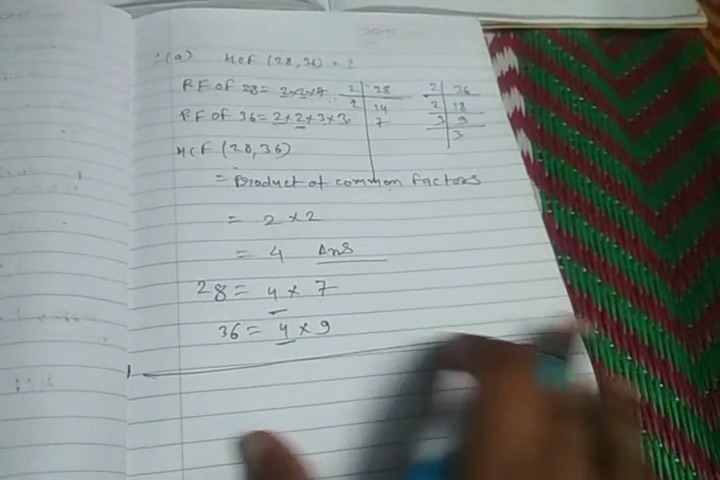 :(a) HCF (28,36) = ?
P.F of 28 = 2×2×7
P.F of 36 = 2×2×3×3
2 | 28
2 | 14
7
2 | 36
2 | 18
3 | 9
3
HCF (28,36)
= Product of common factors
= 2 × 2
= 4 Ans
28 = 4 × 7
36 = 4 × 9